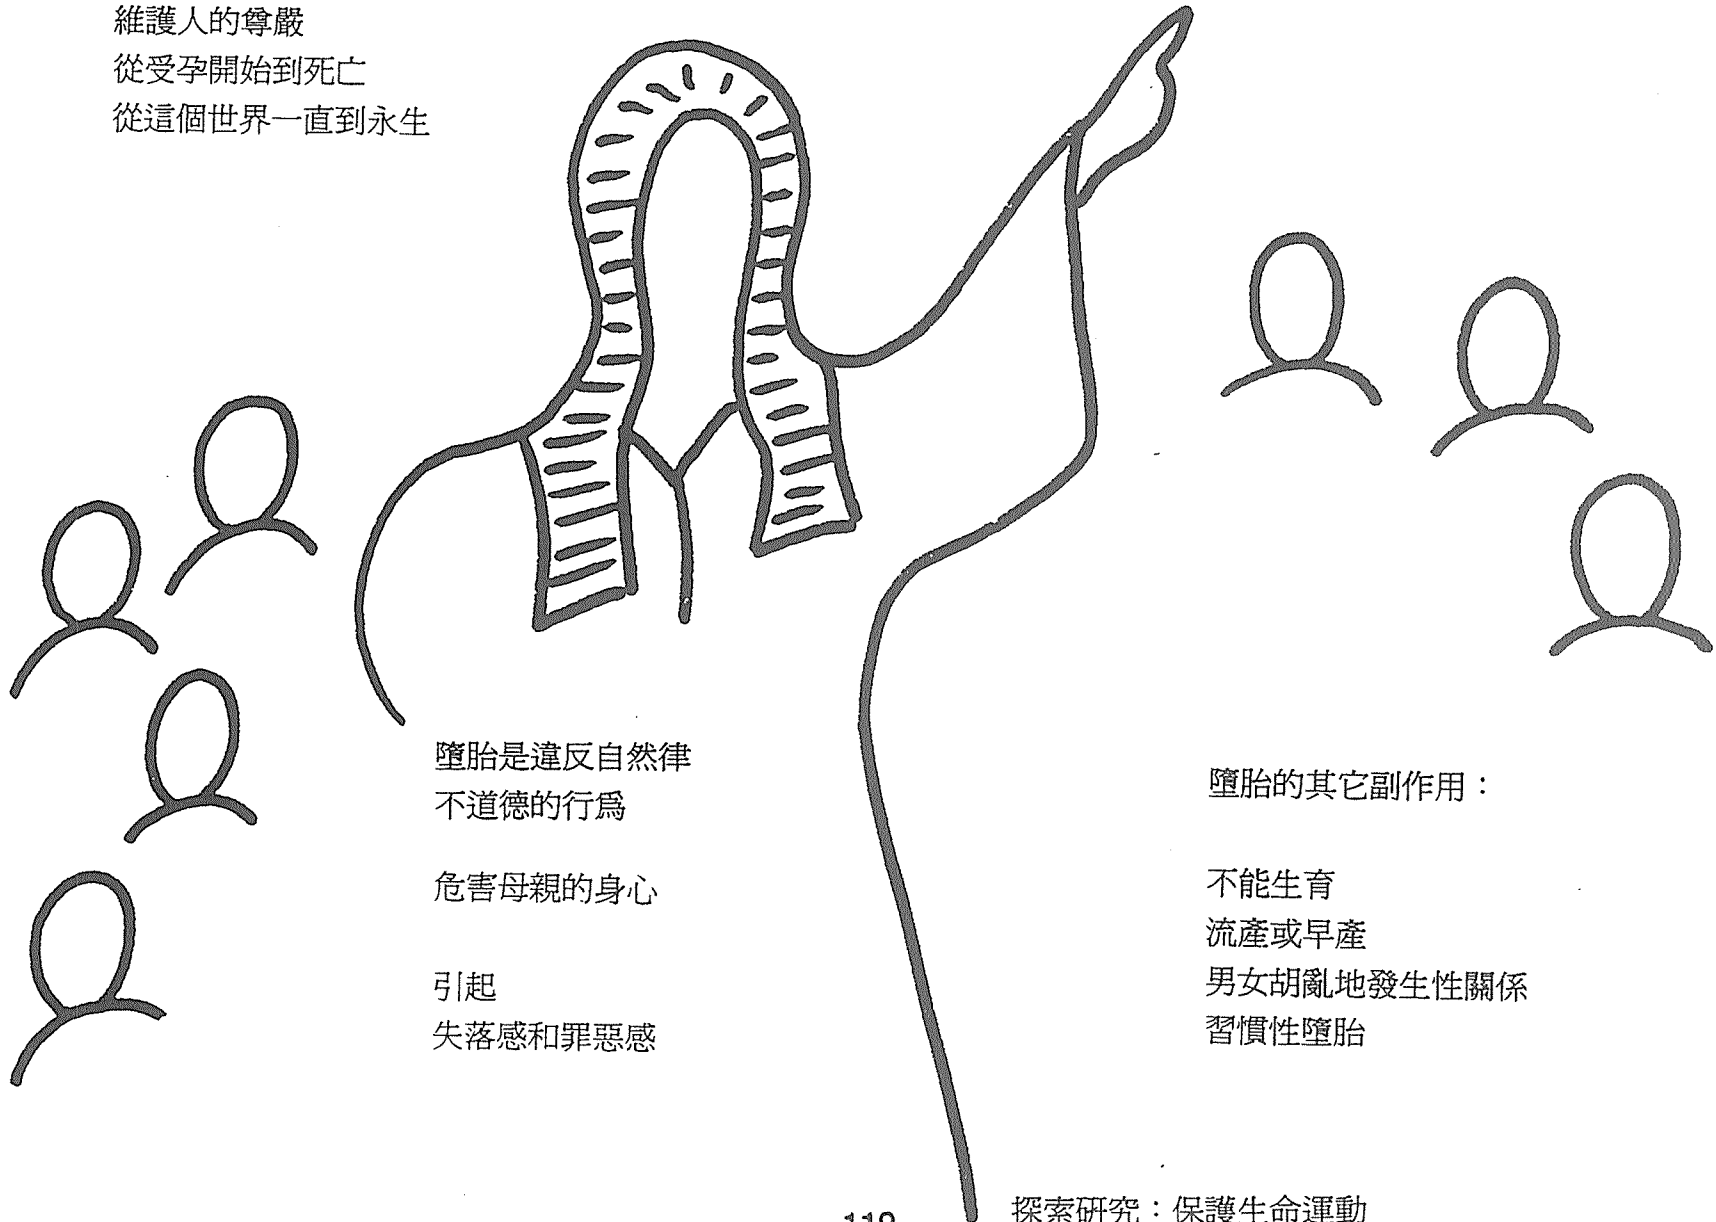 維護人的尊嚴
從受孕開始到死亡
從這個世界一直到永生
墮胎是違反自然律
不道德的行爲
危害母親的身心
引起
失落感和罪惡感
墮胎的其它副作用：
不能生育
流產或早產
男女胡亂地發生性關係
習慣性墮胎
探索研究：保護生命運動